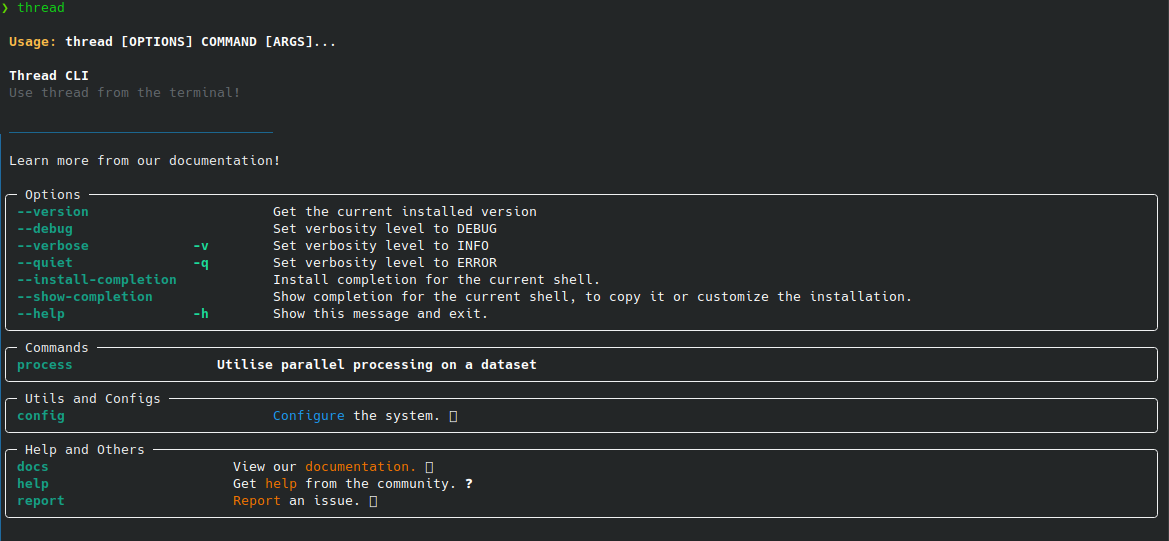 ❯ thread
Usage: thread [OPTIONS] COMMAND [ARGS]...
Thread CLI
Use thread from the terminal!
Learn more from our documentation!
Options
--version Get the current installed version
--debug Set verbosity level to DEBUG
--verbose -v Set verbosity level to INFO
--quiet -q Set verbosity level to ERROR
--install-completion Install completion for the current shell.
--show-completion Show completion for the current shell, to copy it or customize the installation.
--help -h Show this message and exit.
Commands
process Utilise parallel processing on a dataset
Utils and Configs
config Configure the system.
Help and Others
docs View our documentation.
help Get help from the community. ?
report Report an issue.